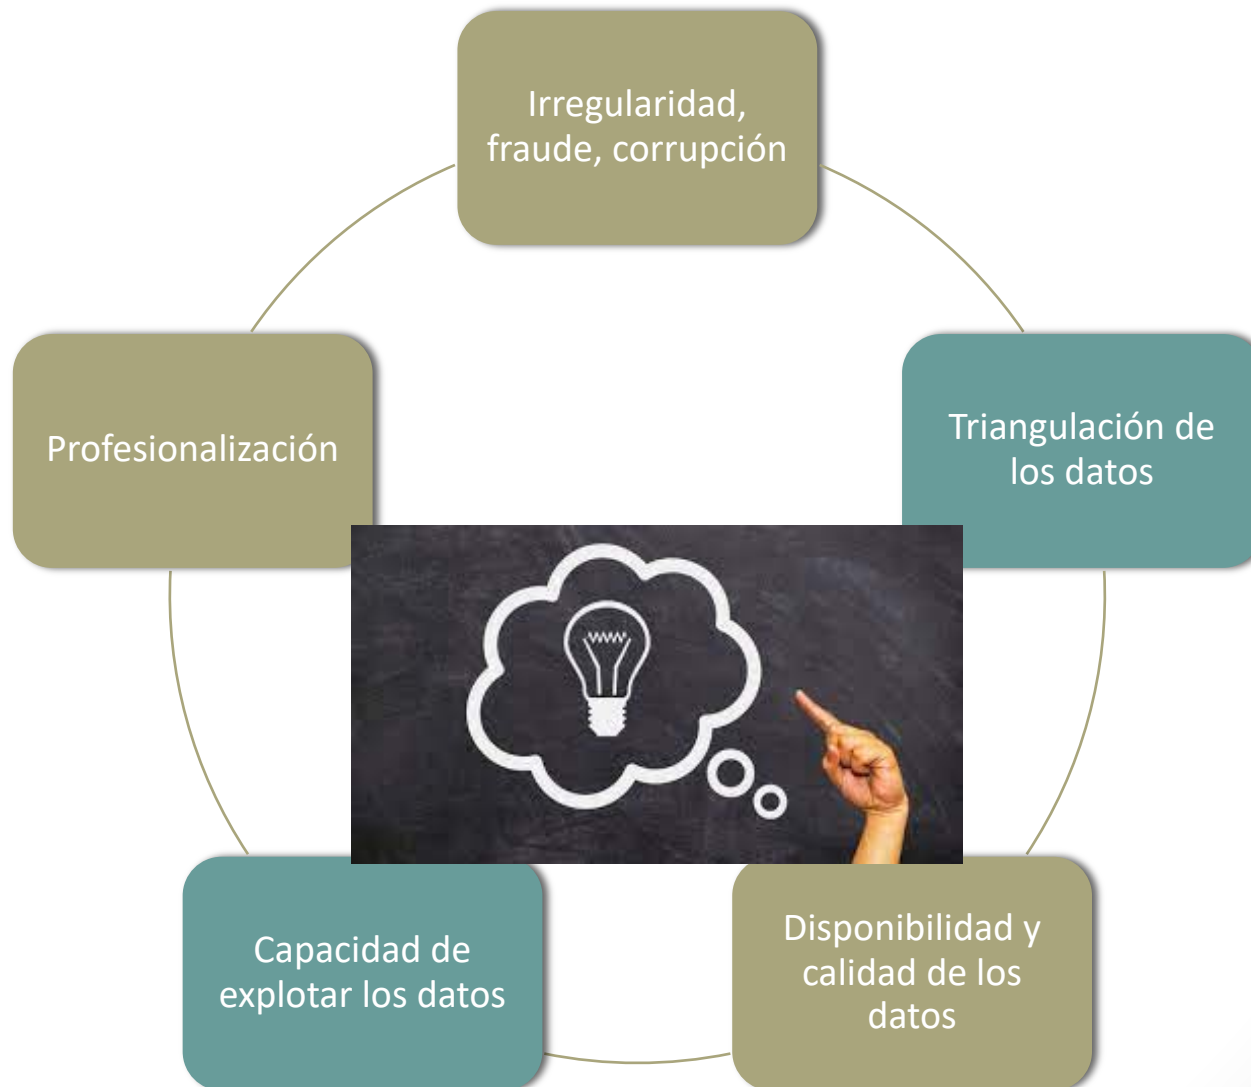 Irregularidad,
fraude, corrupción
Profesionalización
Triangulación de
los datos
Capacidad de
explotar los datos
Disponibilidad y
calidad de los
datos